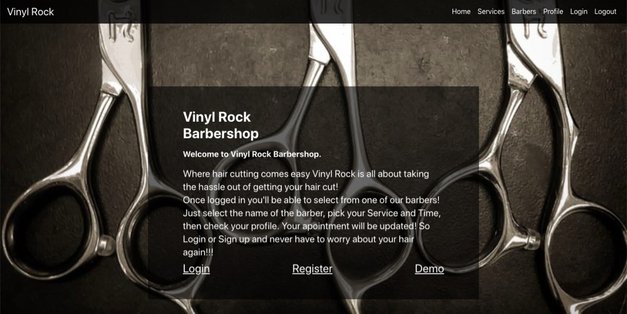 Vinyl Rock
Home Services Barbers Profile Login Logout
Vinyl Rock
Barbershop
Welcome to Vinyl Rock Barbershop.
Where hair cutting comes easy Vinyl Rock is all about taking
the hassle out of getting your hair cut!
Once logged in you'll be able to select from one of our barbers!
Just select the name of the barber, pick your Service and Time,
then check your profile. Your apointment will be updated! So
Login or Sign up and never have to worry about your hair
again!!!
Login Register Demo